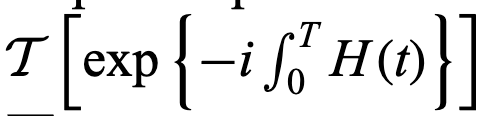 𝒯[exp{−i∫₀ᵀ H(t)}]